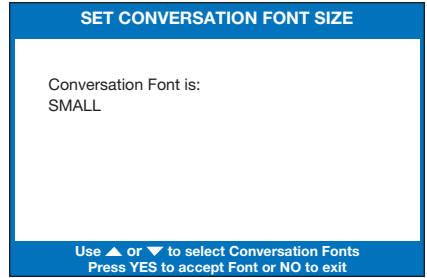 SET CONVERSATION FONT SIZE
Conversation Font is:
SMALL
Use ▲ or ▼ to select Conversation Fonts
Press YES to accept Font or NO to exit